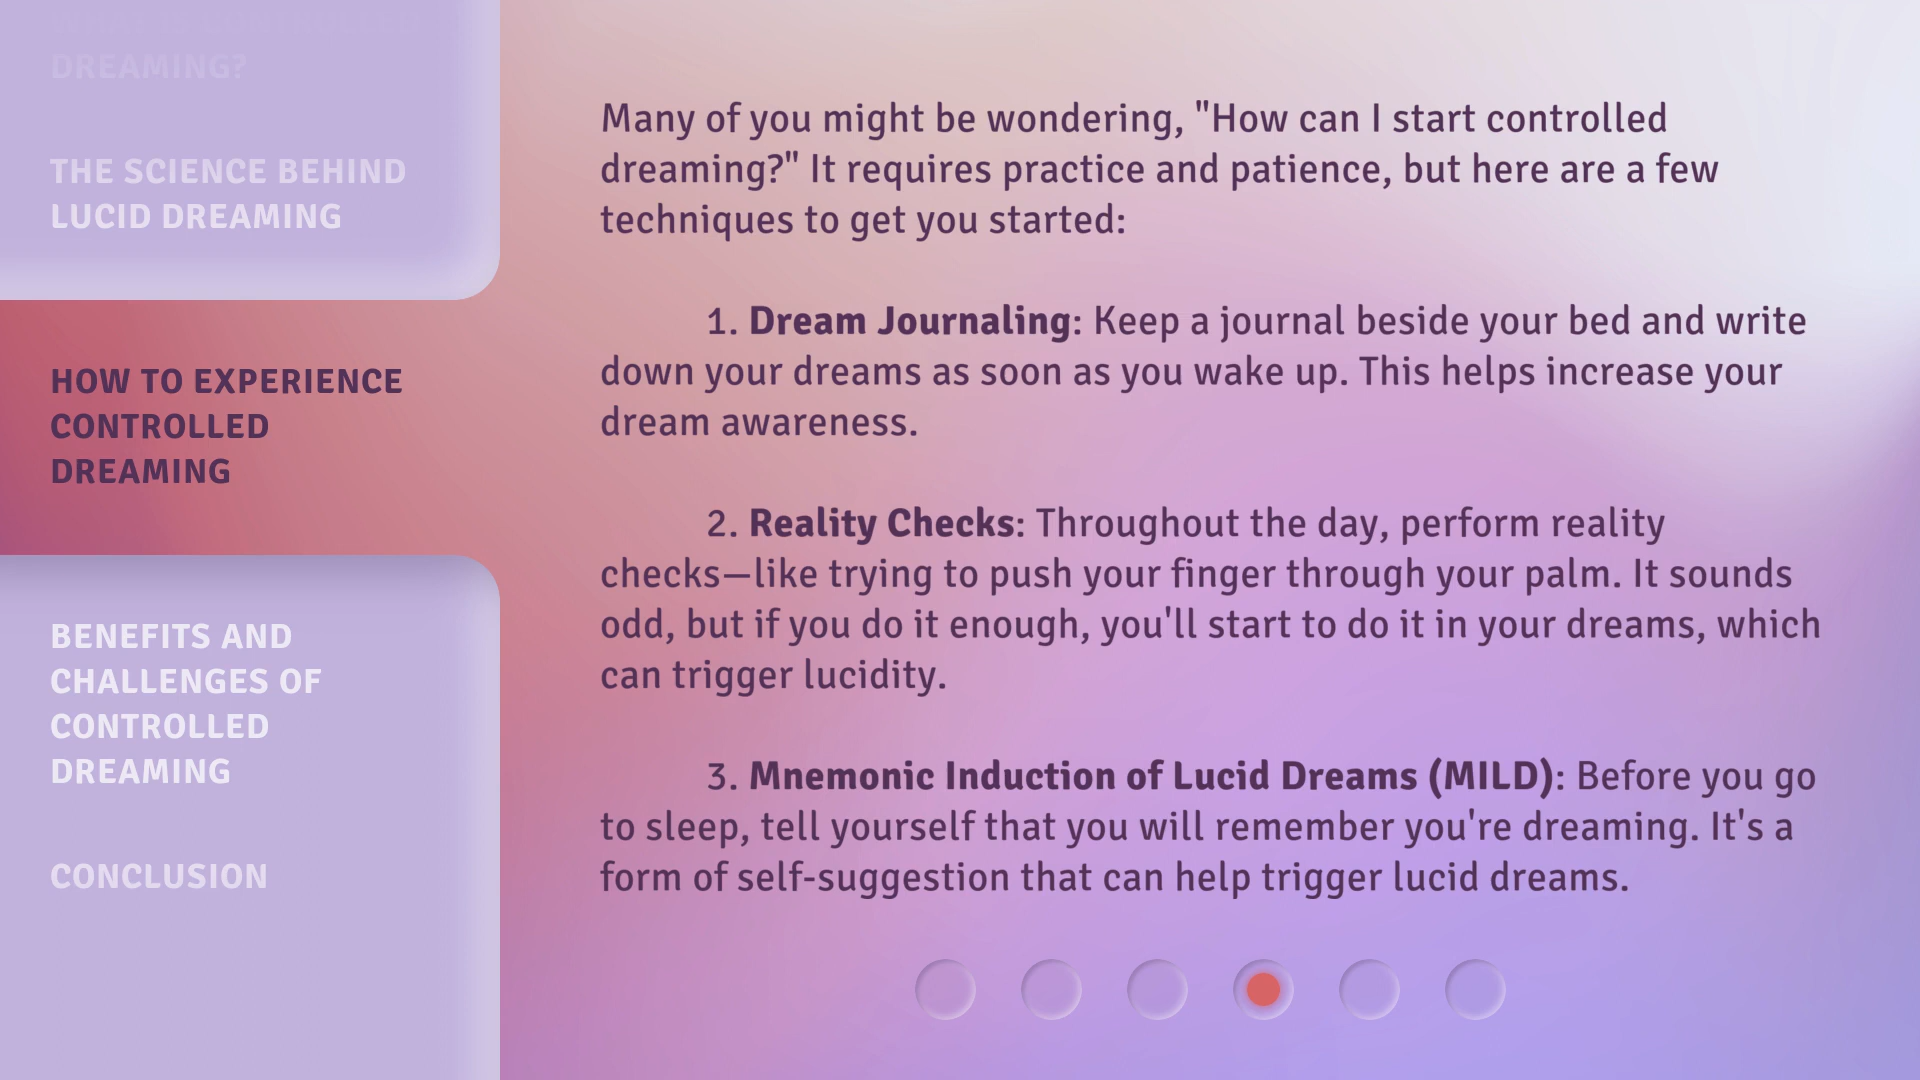 DREAMING?
THE SCIENCE BEHIND
LUCID DREAMING
HOW TO EXPERIENCE
CONTROLLED
DREAMING
BENEFITS AND
CHALLENGES OF
CONTROLLED
DREAMING
CONCLUSION
Many of you might be wondering, "How can I start controlled
dreaming?" It requires practice and patience, but here are a few
techniques to get you started:
1. Dream Journaling: Keep a journal beside your bed and write
down your dreams as soon as you wake up. This helps increase your
dream awareness.
2. Reality Checks: Throughout the day, perform reality
checks—like trying to push your finger through your palm. It sounds
odd, but if you do it enough, you'll start to do it in your dreams, which
can trigger lucidity.
3. Mnemonic Induction of Lucid Dreams (MILD): Before you go
to sleep, tell yourself that you will remember you're dreaming. It's a
form of self-suggestion that can help trigger lucid dreams.